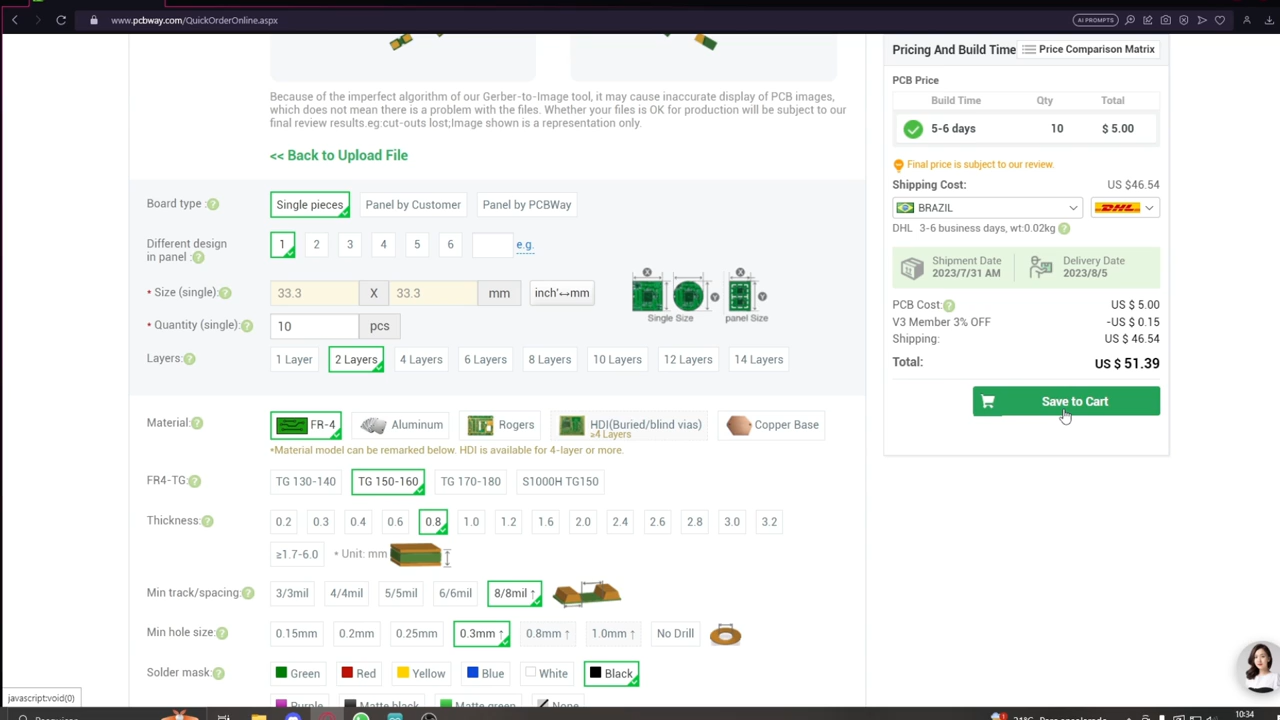 www.pcbway.com/QuickOrderOnline.aspx
AI PROMPTS
Because of the imperfect algorithm of our Gerber-to-Image tool, it may cause inaccurate display of PCB images,
which does not mean there is a problem with the files. Whether your files is OK for production will be subject to our
final review results.eg:cut-outs lost;Image shown is a representation only.
<< Back to Upload File
Board type :?
Single pieces
Panel by Customer
Panel by PCBWay
Different design
in panel :?
1 2 3 4 5 6 e.g.
* Size (single):?
33.3 X 33.3 mm inch'↔mm
X Y X Y
Single Size
panel Size
* Quantity (single):?
10 pcs
Layers:?
1 Layer 2 Layers 4 Layers 6 Layers 8 Layers 10 Layers 12 Layers 14 Layers
Material:?
FR-4 Aluminum Rogers HDI(Buried/blind vias) Copper Base
≥4 Layers
*Material model can be remarked below. HDI is available for 4-layer or more.
FR4-TG:?
TG 130-140 TG 150-160 TG 170-180 S1000H TG150
Thickness:?
0.2 0.3 0.4 0.6 0.8 1.0 1.2 1.6 2.0 2.4 2.6 2.8 3.0 3.2
≥1.7-6.0 * Unit: mm
Min track/spacing:?
3/3mil 4/4mil 5/5mil 6/6mil 8/8mil ↑
Min hole size:?
0.15mm 0.2mm 0.25mm 0.3mm ↑ 0.8mm ↑ 1.0mm ↑ No Drill
Solder mask:?
Green Red Yellow Blue White Black
Purple Matte black Matte green None
Pricing And Build Time
Price Comparison Matrix
PCB Price
Build Time Qty Total
5-6 days 10 $ 5.00
Final price is subject to our review.
Shipping Cost: US $46.54
BRAZIL DHL
DHL 3-6 business days, wt:0.02kg ?
Shipment Date
2023/7/31 AM
Delivery Date
2023/8/5
PCB Cost:? US $ 5.00
V3 Member 3% OFF -US $ 0.15
Shipping: US $ 46.54
Total: US $ 51.39
Save to Cart
javascript:void(0)
Pesquisar
10:34